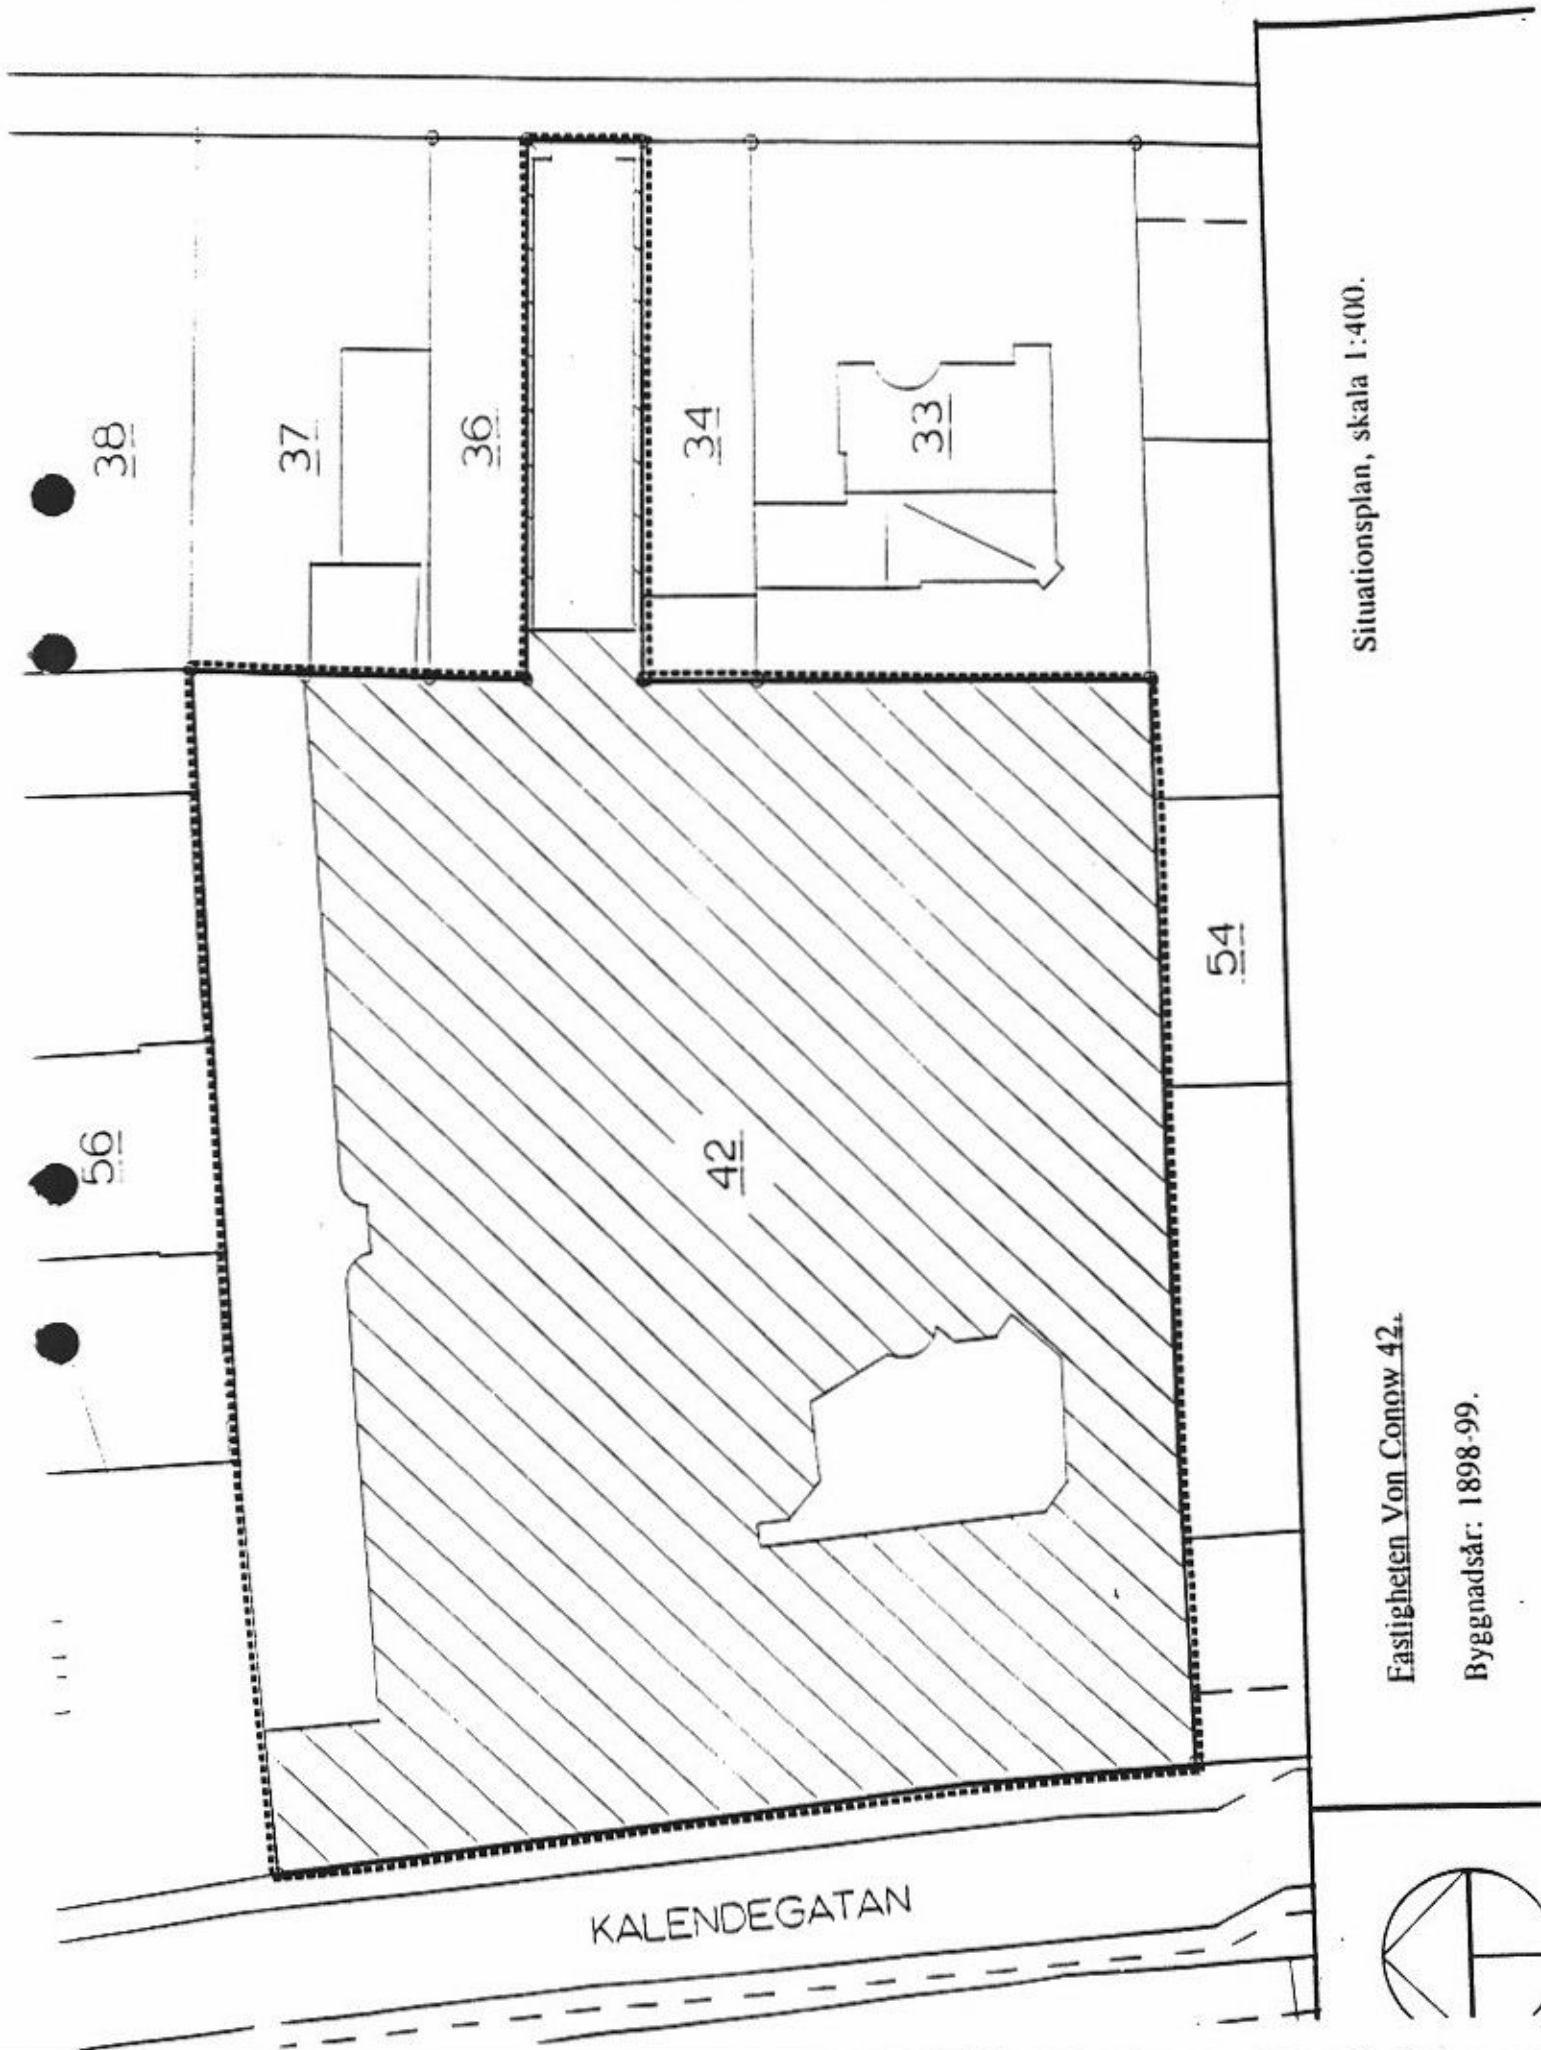 38
37
36
34
33
56
42
54
KALENDEGATAN
Situationsplan, skala 1:400.
Fastigheten Von Conow 42.
Byggnadsår: 1898-99.